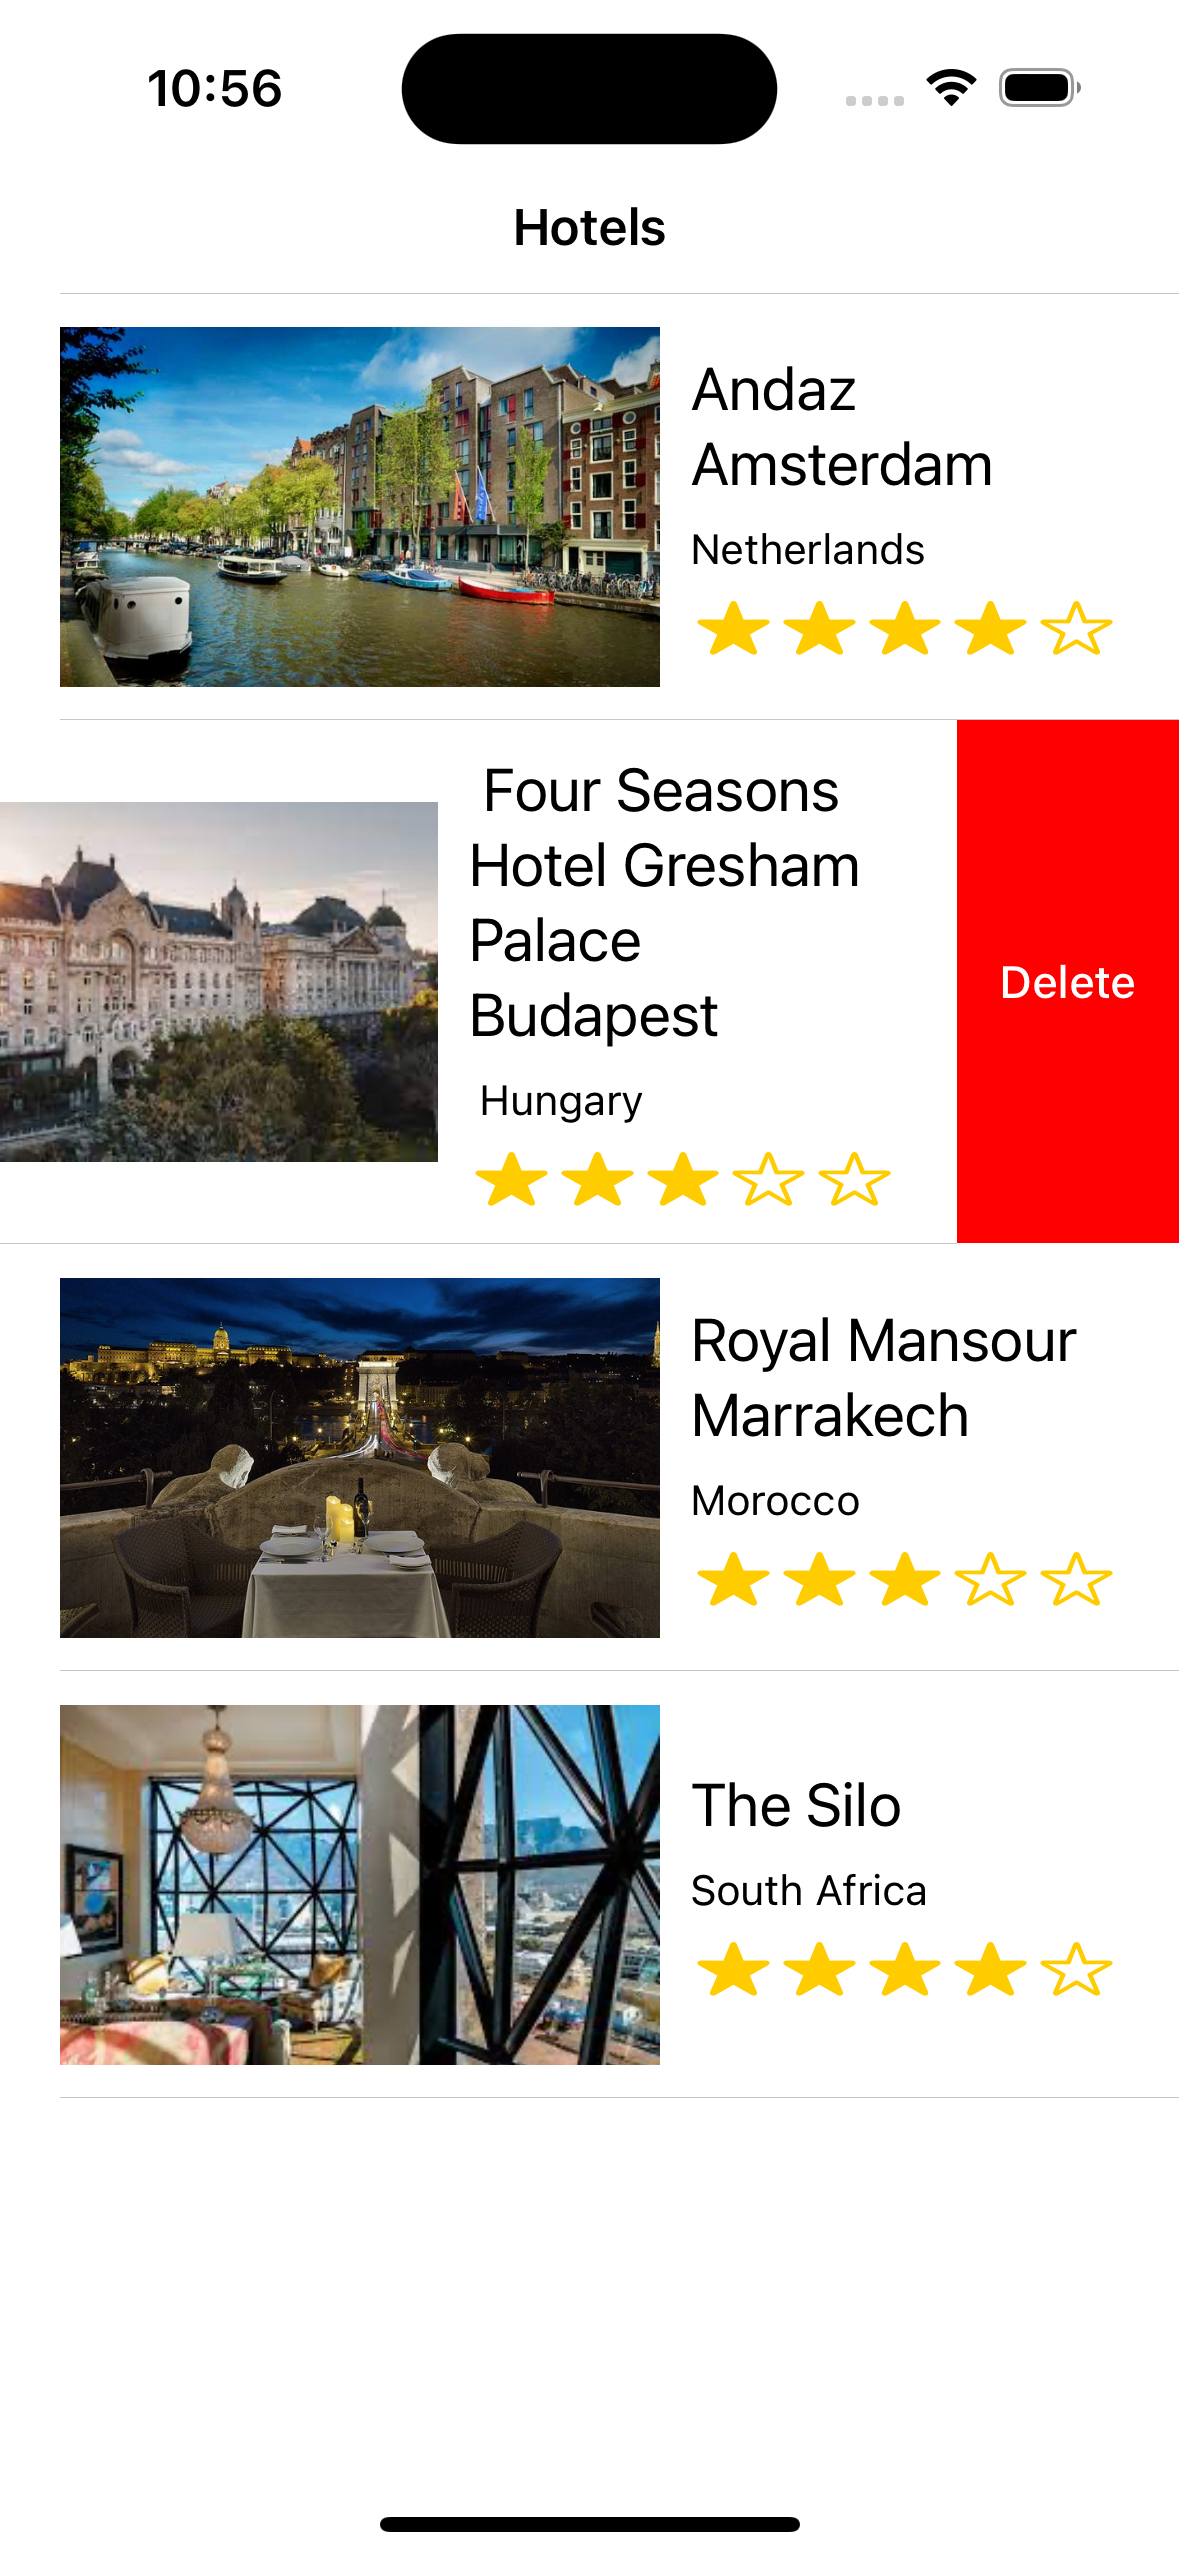 10:56
Hotels
Andaz
Amsterdam
Netherlands
Four Seasons
Hotel Gresham
Palace
Budapest
Hungary
Delete
Royal Mansour
Marrakech
Morocco
The Silo
South Africa